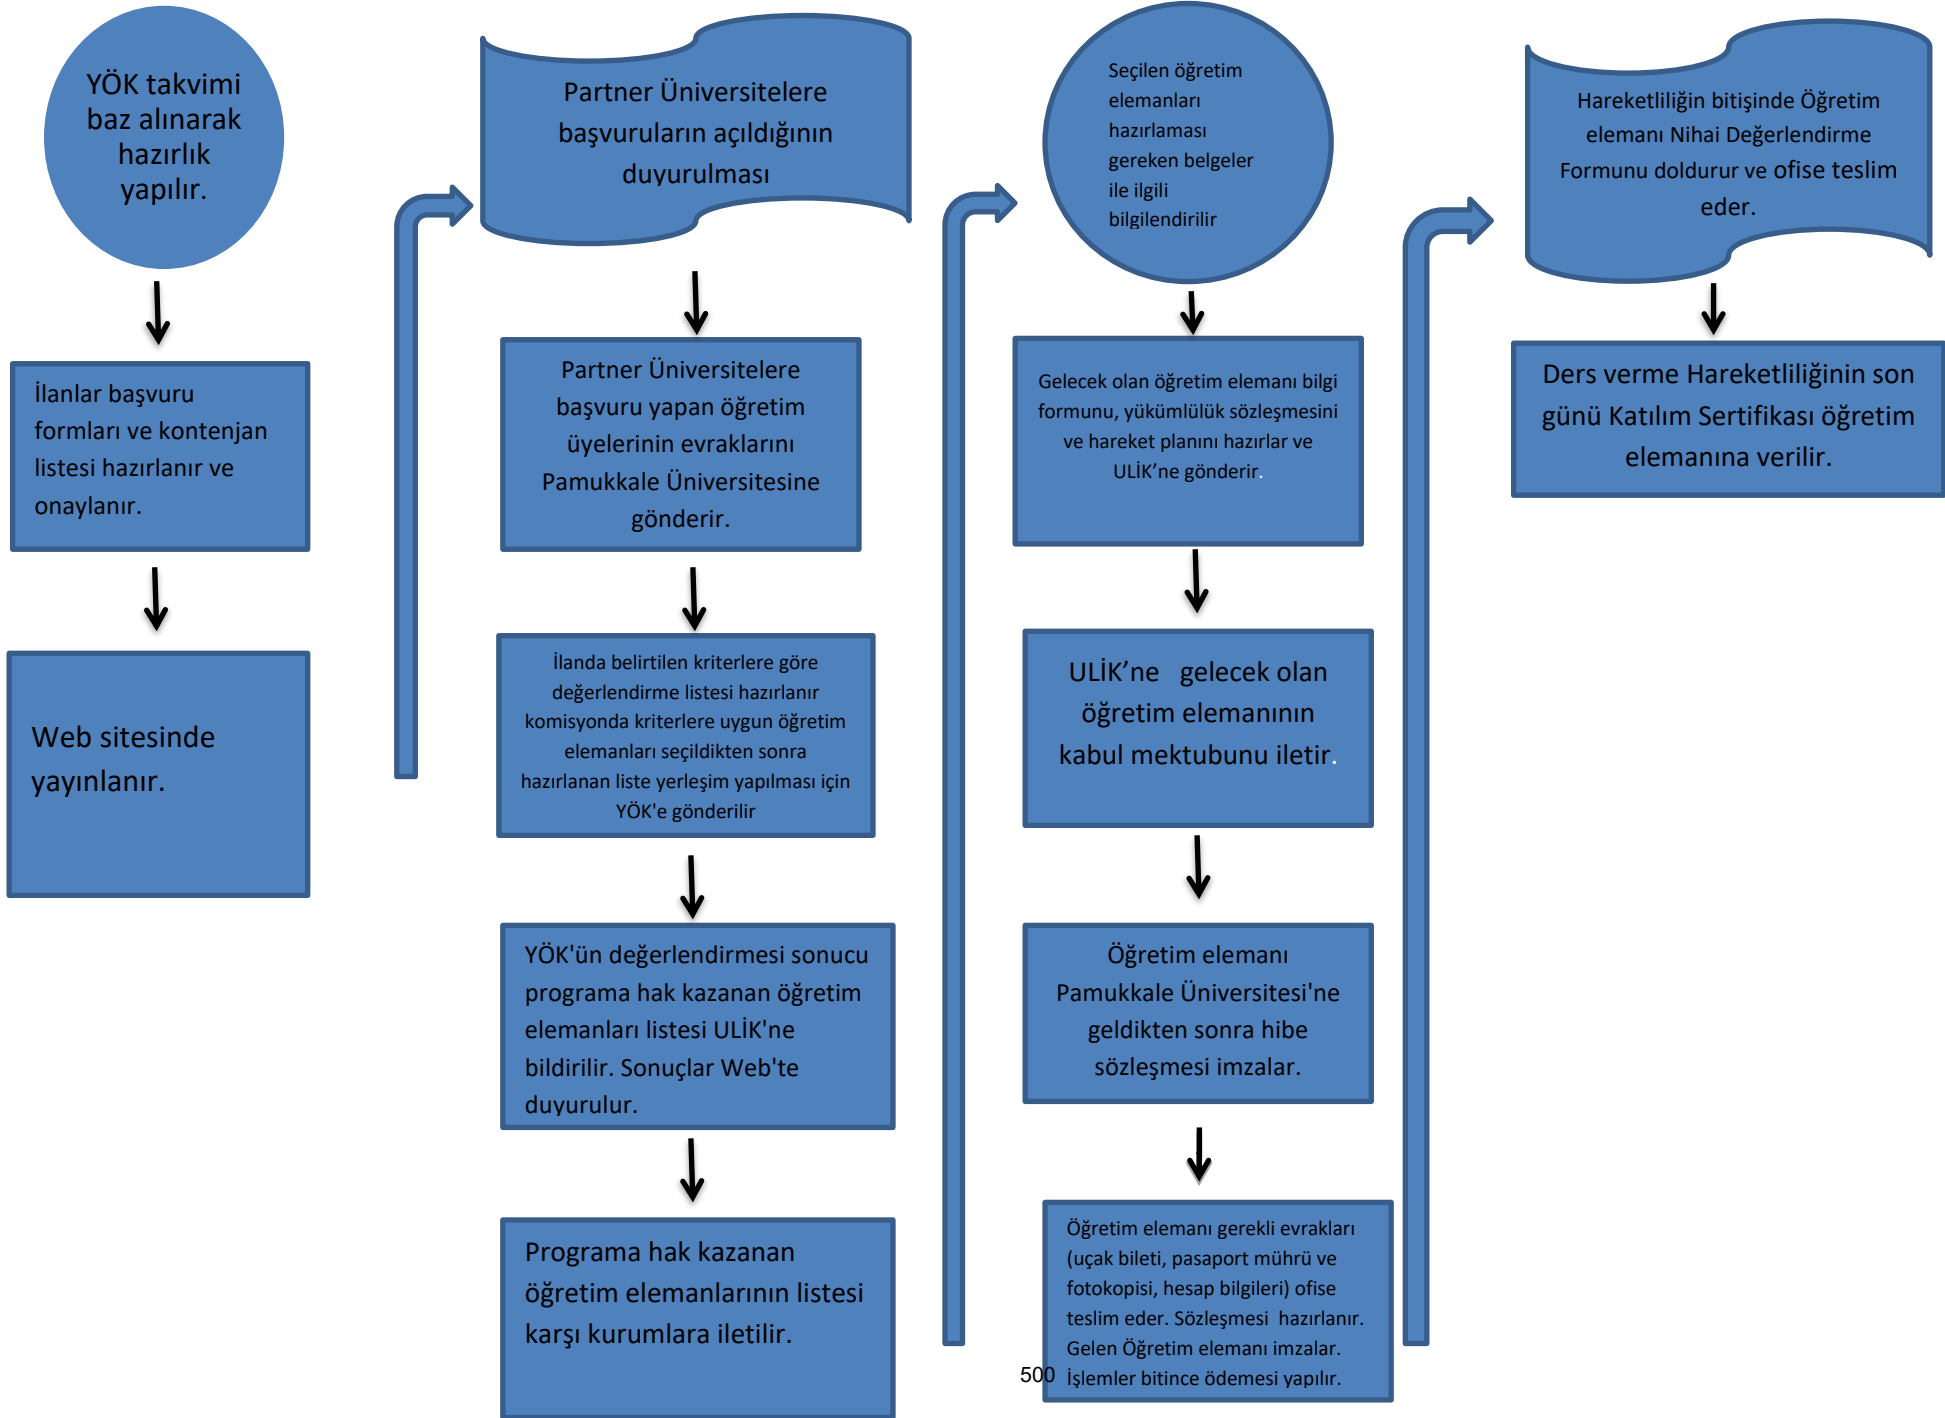 YÖK takvimi
baz alınarak
hazırlık
yapılır.
İlanlar başvuru
formları ve kontenjan
listesi hazırlanır ve
onaylanır.
Web sitesinde
yayınlanır.
Partner Üniversitelere
başvuruların açıldığının
duyurulması
Partner Üniversitelere
başvuru yapan öğretim
üyelerinin evraklarını
Pamukkale Üniversitesine
gönderir.
İlanda belirtilen kriterlere göre
değerlendirme listesi hazırlanır
komisyonda kriterlere uygun öğretim
elemanları seçildikten sonra
hazırlanan liste yerleşim yapılması için
YÖK'e gönderilir
YÖK'ün değerlendirmesi sonucu
programa hak kazanan öğretim
elemanları listesi ULİK'ne
bildirilir. Sonuçlar Web'te
duyurulur.
Programa hak kazanan
öğretim elemanlarının listesi
karşı kurumlara iletilir.
Seçilen öğretim
elemanları
hazırlaması
gereken belgeler
ile ilgili
bilgilendirilir
Gelecek olan öğretim elemanı bilgi
formunu, yükümlülük sözleşmesini
ve hareket planını hazırlar ve
ULİK’ne gönderir.
ULİK’ne gelecek olan
öğretim elemanının
kabul mektubunu iletir.
Öğretim elemanı
Pamukkale Üniversitesi'ne
geldikten sonra hibe
sözleşmesi imzalar.
Öğretim elemanı gerekli evrakları
(uçak bileti, pasaport mührü ve
fotokopisi, hesap bilgileri) ofise
teslim eder. Sözleşmesi hazırlanır.
Gelen Öğretim elemanı imzalar.
İşlemler bitince ödemesi yapılır.
500
Hareketliliğin bitişinde Öğretim
elemanı Nihai Değerlendirme
Formunu doldurur ve ofise teslim
eder.
Ders verme Hareketliliğinin son
günü Katılım Sertifikası öğretim
elemanına verilir.